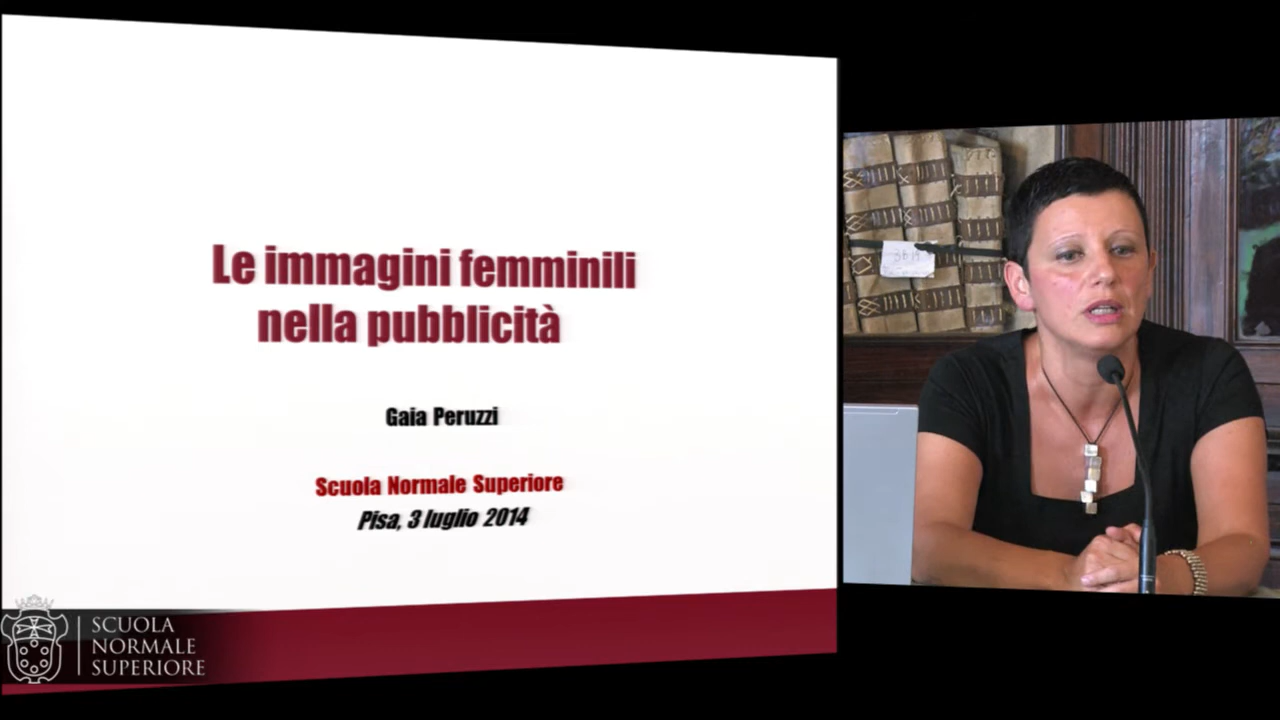 Le immagini femminili
nella pubblicità
Gaia Peruzzi
Scuola Normale Superiore
Pisa, 3 luglio 2014
SCUOLA
NORMALE
SUPERIORE